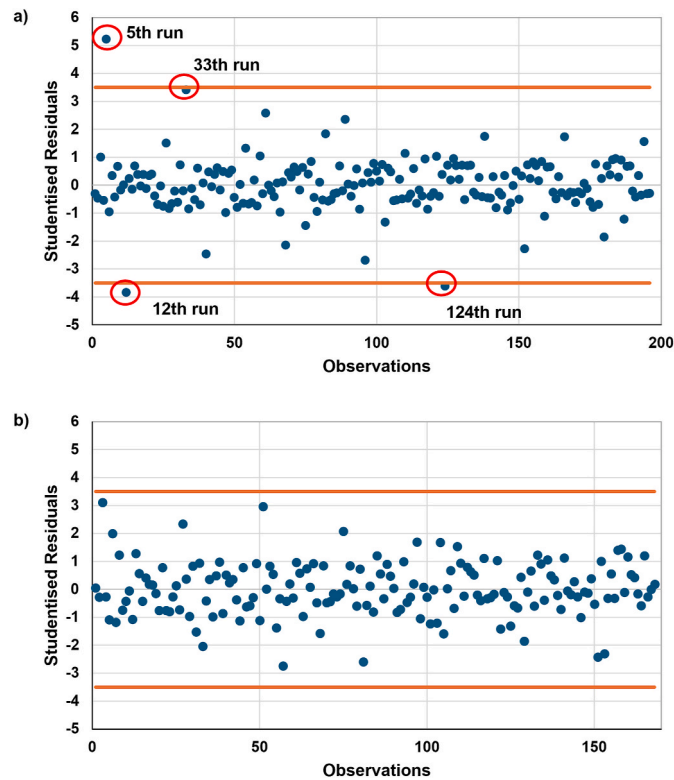 a)
6
5
4
3
2
1
0
-1
-2
-3
-4
-5
Studentised Residuals
5th run
33th run
12th run
124th run
0 50 100 150 200
Observations
b)
6
5
4
3
2
1
0
-1
-2
-3
-4
-5
Studentised Residuals
0 50 100 150
Observations